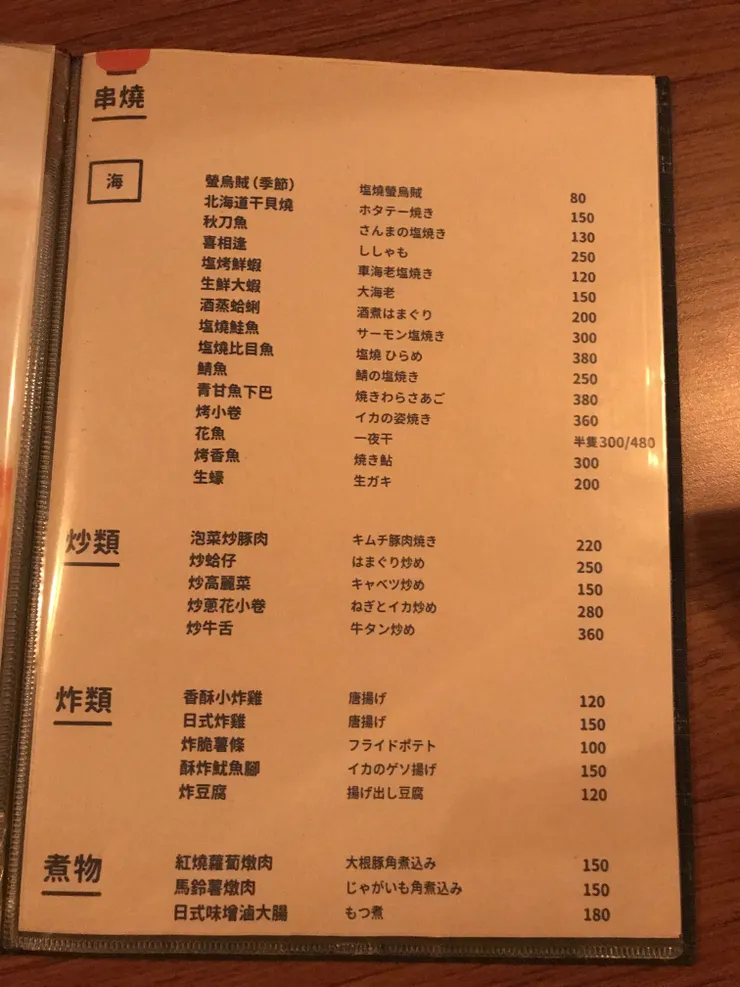 串燒
海
螢烏賊(季節) 塩燒螢烏賊 80
北海道干貝燒 ホタテー焼き 150
秋刀魚 さんまの塩焼き 130
喜相逢 ししゃも 250
塩烤鮮蝦 車海老塩焼き 120
生鮮大蝦 大海老 150
酒蒸蛤蜊 酒煮はまぐり 200
塩燒鮭魚 サーモン塩焼き 300
塩燒比目魚 塩燒 ひらめ 380
鯖魚 鯖の塩焼き 250
青甘魚下巴 焼きわらさあご 380
烤小卷 イカの姿焼き 360
花魚 一夜干 半隻300/480
烤香魚 焼き鮎 300
生蠔 生ガキ 200
炒類
泡菜炒豚肉 キムチ豚肉焼き 220
炒蛤仔 はまぐり炒め 250
炒高麗菜 キャベツ炒め 150
炒蔥花小卷 ねぎとイカ炒め 280
炒牛舌 牛タン炒め 360
炸類
香酥小炸雞 唐揚げ 120
日式炸雞 唐揚げ 150
炸脆薯條 フライドポテト 100
酥炸魷魚腳 イカのゲソ揚げ 150
炸豆腐 揚げ出し豆腐 120
煮物
紅燒蘿蔔燉肉 大根豚角煮込み 150
馬鈴薯燉肉 じゃがいも角煮込み 150
日式味增滷大腸 もつ煮 180